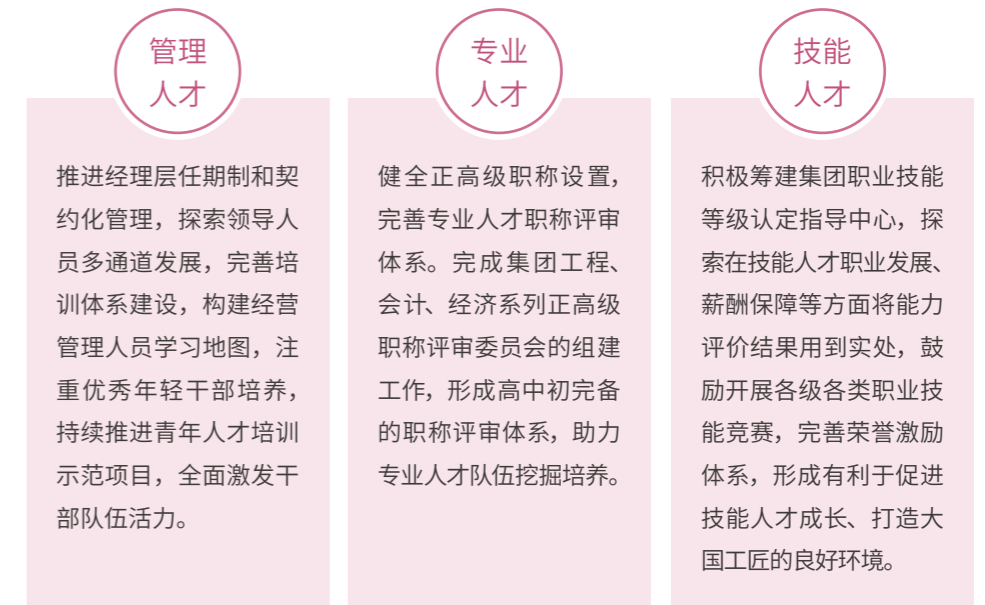 管理
人才
推进经理层任期制和契
约化管理，探索领导人
员多通道发展，完善培
训体系建设，构建经营
管理人员学习地图，注
重优秀年轻干部培养，
持续推进青年人才培训
示范项目，全面激发干
部队伍活力。
专业
人才
健全正高级职称设置，
完善专业人才职称评审
体系。完成集团工程、
会计、经济系列正高级
职称评审委员会的组建
工作，形成高中初完备
的职称评审体系，助力
专业人才队伍挖掘培养。
技能
人才
积极筹建集团职业技能
等级认定指导中心，探
索在技能人才职业发展、
薪酬保障等方面将能力
评价结果用到实处，鼓
励开展各级各类职业技
能竞赛，完善荣誉激励
体系，形成有利于促进
技能人才成长、打造大
国工匠的良好环境。